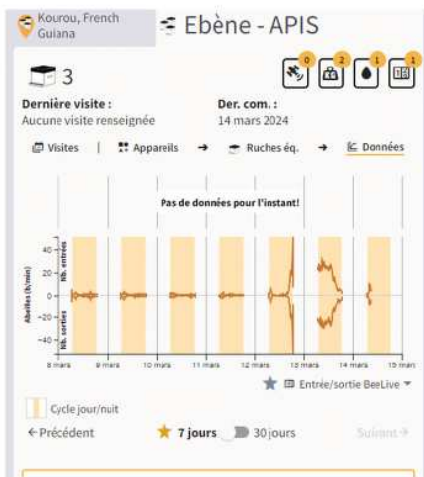 Kourou, French
Guiana
Ebène - APIS
3
0
2
1
1
Dernière visite :
Aucune visite renseignée
Der. com. :
14 mars 2024
Visites | Appareils → Ruches éq. → Données
Pas de données pour l'instant!
Abeilles (b/min)
Nb. entrées
Nb. sorties
40
20
0
−20
−40
8 mars 9 mars 10 mars 11 mars 12 mars 13 mars 14 mars 15 mars
Entrée/sortie BeeLive
Cycle jour/nuit
←Précédent 7 jours 30 jours Suivant→